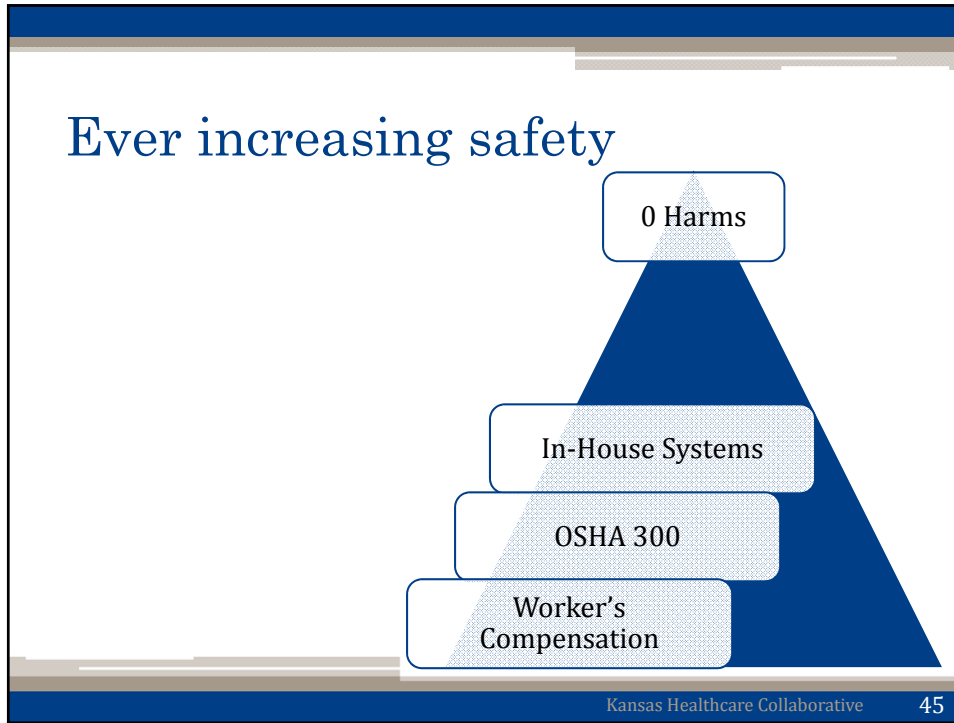 Ever increasing safety
0 Harms
In-House Systems
OSHA 300
Worker’s
Compensation
Kansas Healthcare Collaborative 45